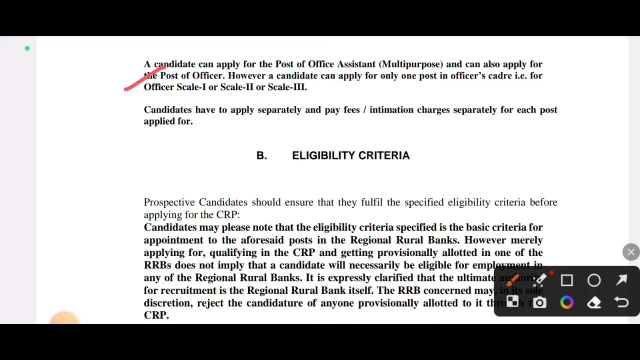 A candidate can apply for the Post of Office Assistant (Multipurpose) and can also apply for
the Post of Officer. However a candidate can apply for only one post in officer's cadre i.e. for
Officer Scale-I or Scale-II or Scale-III.
Candidates have to apply separately and pay fees / intimation charges separately for each post
applied for.
B. ELIGIBILITY CRITERIA
Prospective Candidates should ensure that they fulfil the specified eligibility criteria before
applying for the CRP:
Candidates may please note that the eligibility criteria specified is the basic criteria for
appointment to the aforesaid posts in the Regional Rural Banks. However merely
applying for, qualifying in the CRP and getting provisionally allotted in one of the
RRBs does not imply that a candidate will necessarily be eligible for employment in
any of the Regional Rural Banks. It is expressly clarified that the ultimate
for recruitment is the Regional Rural Bank itself. The RRB concerned may, in its sole
discretion, reject the candidature of anyone provisionally allotted to it through
CRP.